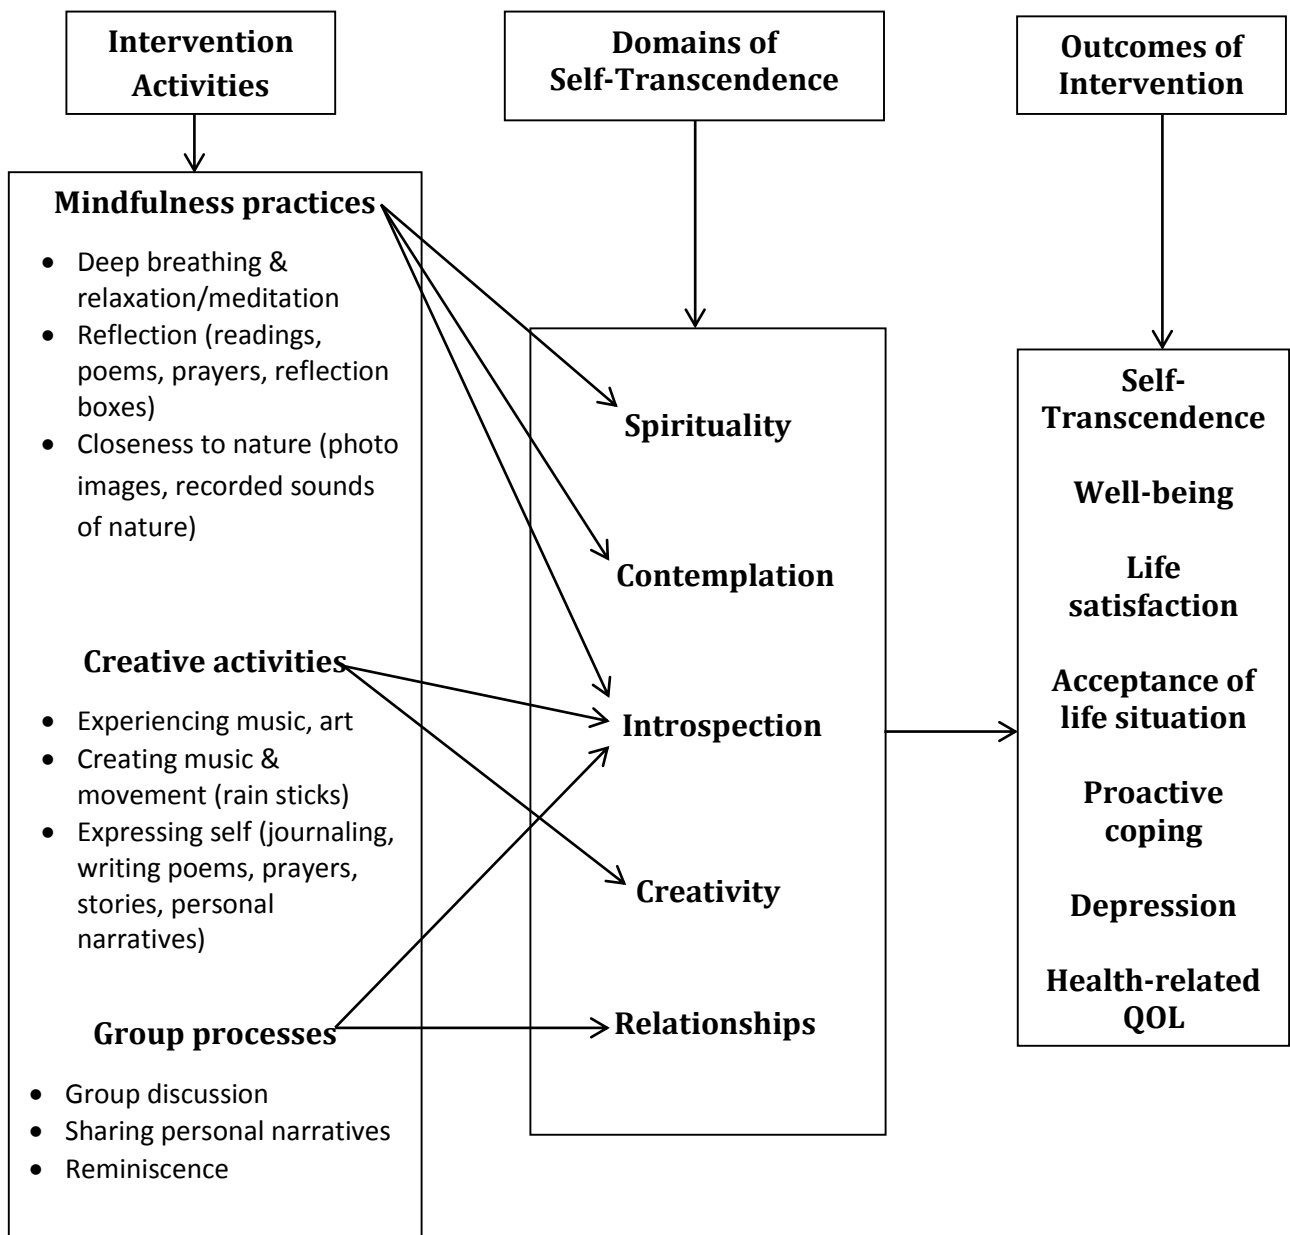 Intervention
Activities
Domains of
Self-Transcendence
Outcomes of
Intervention
Mindfulness practices
• Deep breathing &
relaxation/meditation
• Reflection (readings,
poems, prayers, reflection
boxes)
• Closeness to nature (photo
images, recorded sounds
of nature)
Creative activities
• Experiencing music, art
• Creating music &
movement (rain sticks)
• Expressing self (journaling,
writing poems, prayers,
stories, personal
narratives)
Group processes
• Group discussion
• Sharing personal narratives
• Reminiscence
Spirituality
Contemplation
Introspection
Creativity
Relationships
Self-
Transcendence
Well-being
Life
satisfaction
Acceptance of
life situation
Proactive
coping
Depression
Health-related
QOL